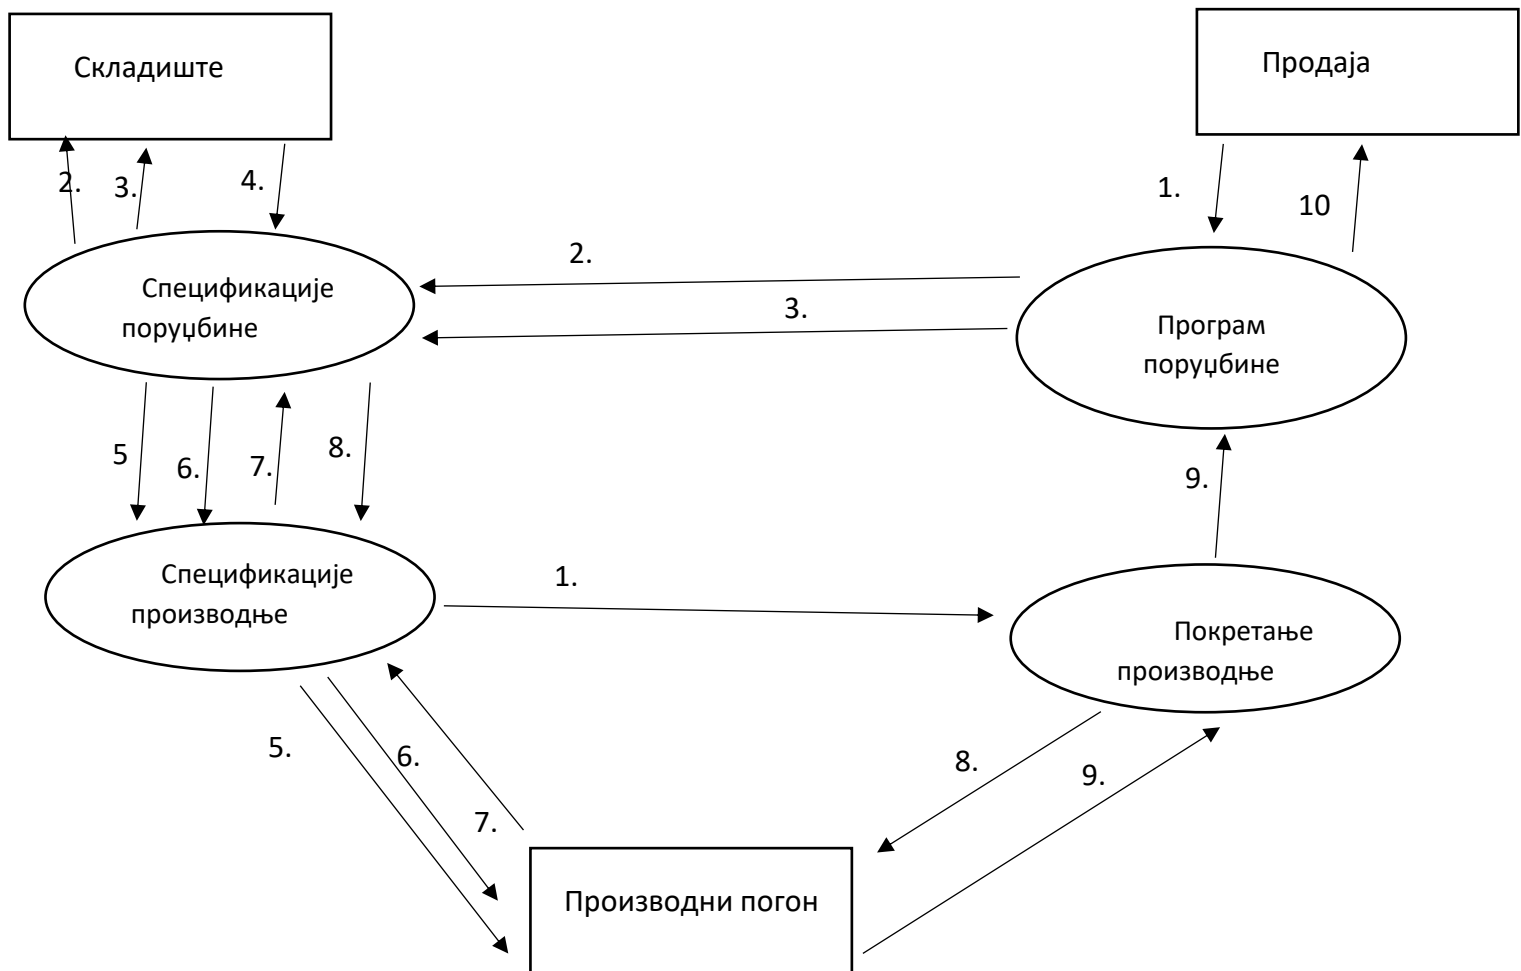 Складиште
Продаја
2.
3.
4.
1.
10
Спецификације
поруџбине
2.
3.
Програм
поруџбине
5
6.
7.
8.
9.
Спецификације
производње
1.
Покретање
производње
5.
6.
7.
8.
9.
Производни погон